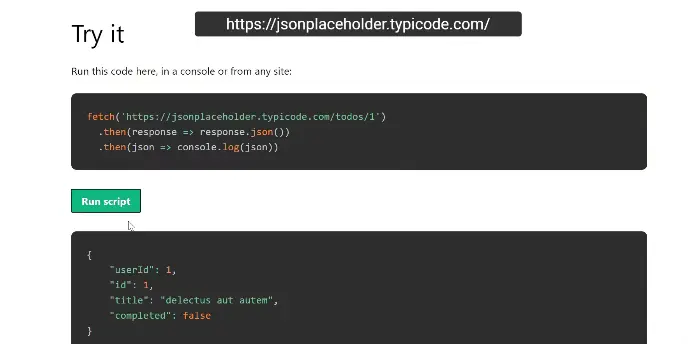 https://jsonplaceholder.typicode.com/
Try it
Run this code here, in a console or from any site:
fetch('https://jsonplaceholder.typicode.com/todos/1')
.then(response => response.json())
.then(json => console.log(json))
Run script
{
"userId": 1,
"id": 1,
"title": "delectus aut autem",
"completed": false
}